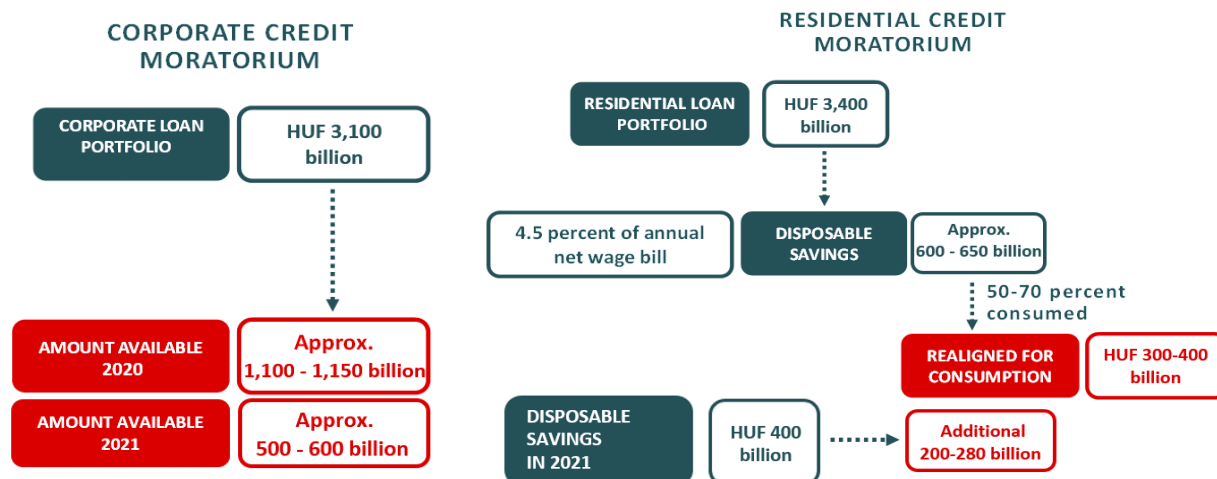 CORPORATE CREDIT
MORATORIUM
CORPORATE LOAN
PORTFOLIO
HUF 3,100
billion
AMOUNT AVAILABLE
2020
Approx.
1,100 - 1,150 billion
AMOUNT AVAILABLE
2021
Approx.
500 - 600 billion
RESIDENTIAL CREDIT
MORATORIUM
RESIDENTIAL LOAN
PORTFOLIO
HUF 3,400
billion
4.5 percent of annual
net wage bill
DISPOSABLE
SAVINGS
Approx.
600 - 650 billion
50-70 percent
consumed
REALIGNED FOR
CONSUMPTION
HUF 300-400
billion
DISPOSABLE
SAVINGS
IN 2021
HUF 400
billion
Additional
200-280 billion